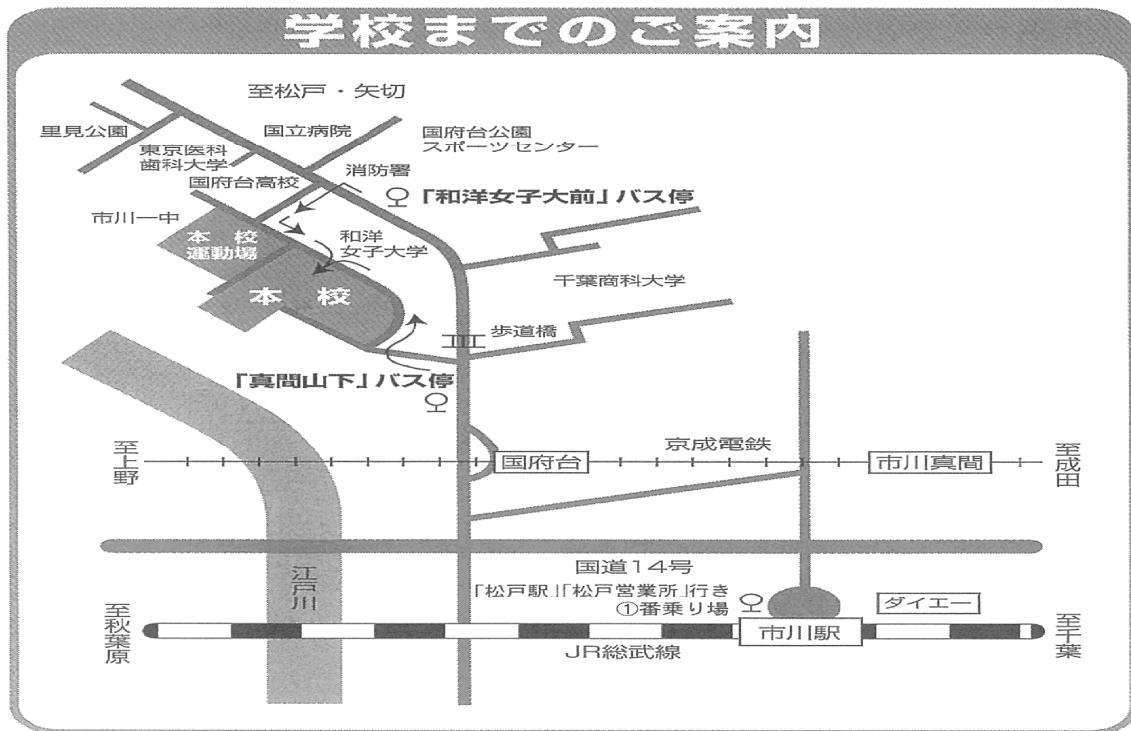 学校までのご案内
至松戸・矢切
里見公園
国立病院
国府台公園
スポーツセンター
東京医科
歯科大学
消防署
国府台高校
「和洋女子大前」バス停
市川一中
本校
運動場
和洋
女子大学
千葉商科大学
本校
歩道橋
「真間山下」バス停
京成電鉄
至上野
国府台
市川真間
至成田
国道14号
江戸川
「松戸駅」「松戸営業所」行き
①番乗り場
ダイエー
至秋葉原
市川駅
至千葉
JR総武線